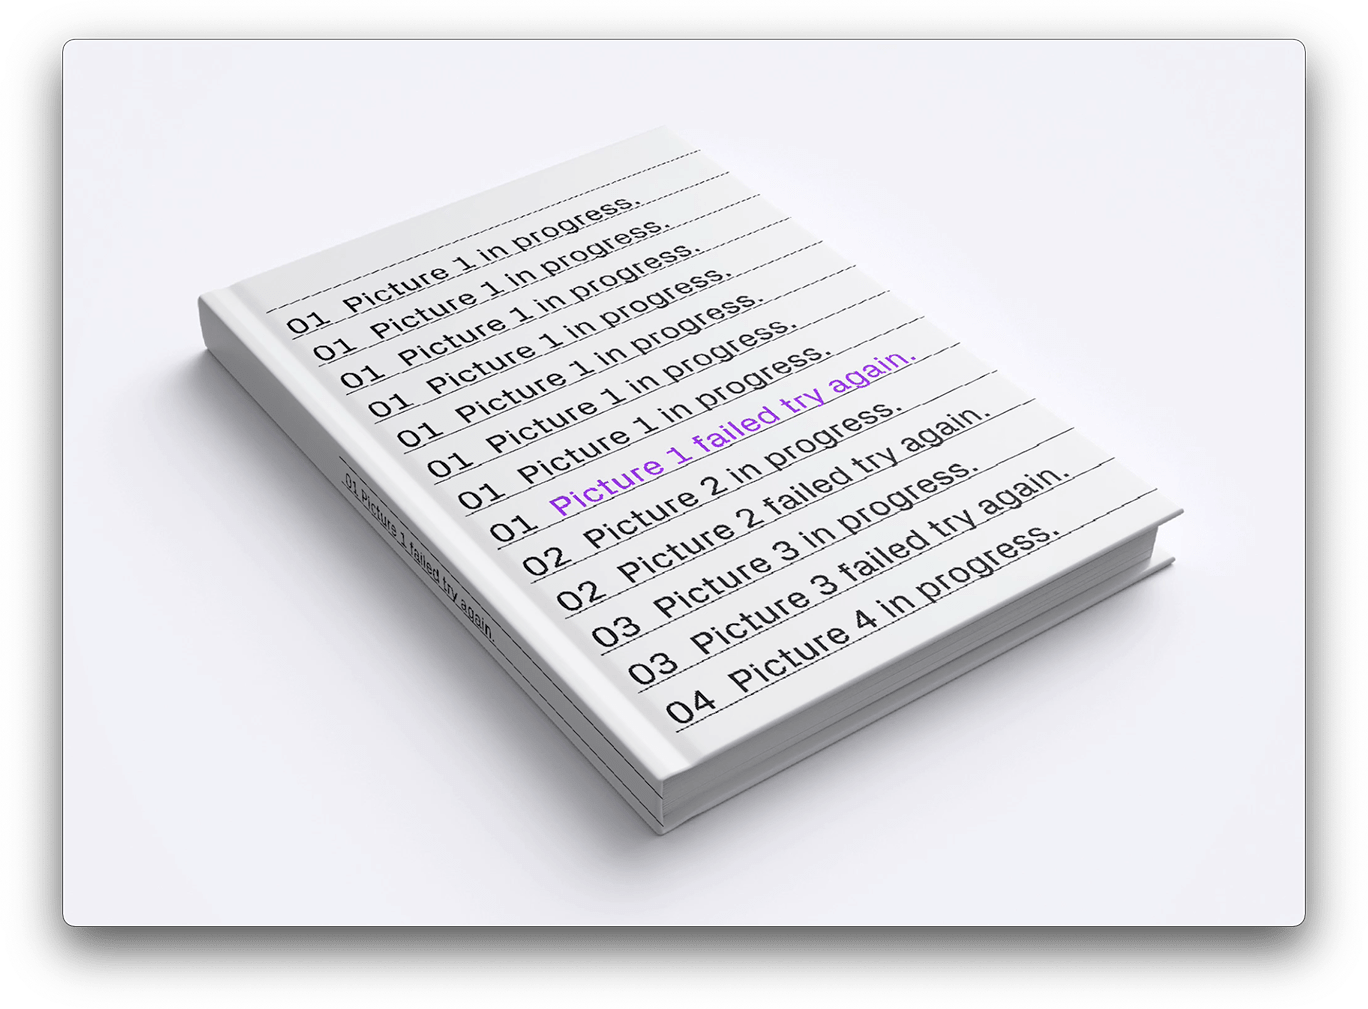 01 Picture 1 in progress.
01 Picture 1 in progress.
01 Picture 1 in progress.
01 Picture 1 in progress.
01 Picture 1 in progress.
01 Picture 1 in progress.
01 Picture 1 in progress.
01 Picture 1 failed try again.
02 Picture 2 in progress.
02 Picture 2 failed try again.
03 Picture 3 in progress.
03 Picture 3 failed try again.
04 Picture 4 in progress.
01 Picture 1 failed try again.